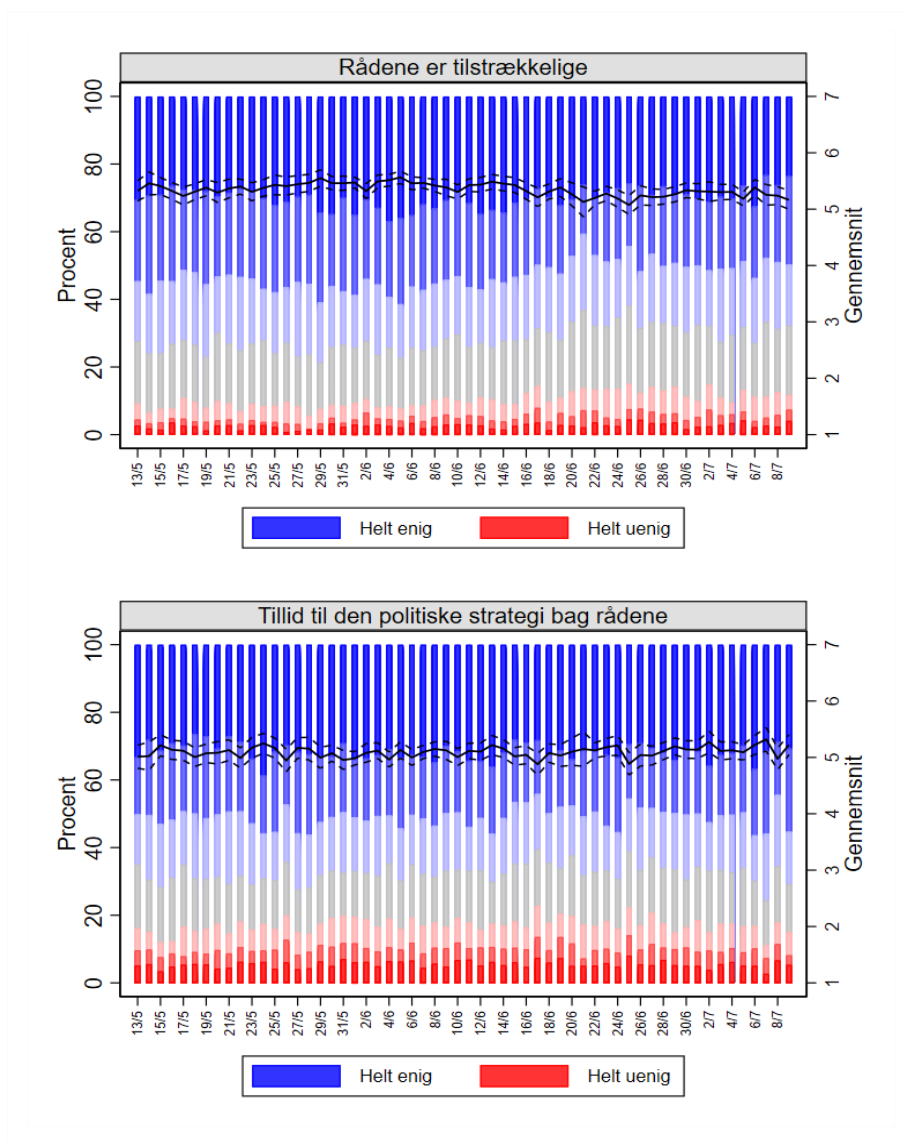 Rådene er tilstrækkelige
100
80
60
40
20
0
Procent
7
6
5
4
3
2
1
Gennemsnit
13/5 15/5 17/5 19/5 21/5 23/5 25/5 27/5 29/5 31/5 2/6 4/6 6/6 8/6 10/6 12/6 14/6 16/6 18/6 20/6 22/6 24/6 26/6 28/6 30/6 2/7 4/7 6/7 8/7
Helt enig Helt uenig
Tillid til den politiske strategi bag rådene
100
80
60
40
20
0
Procent
7
6
5
4
3
2
1
Gennemsnit
13/5 15/5 17/5 19/5 21/5 23/5 25/5 27/5 29/5 31/5 2/6 4/6 6/6 8/6 10/6 12/6 14/6 16/6 18/6 20/6 22/6 24/6 26/6 28/6 30/6 2/7 4/7 6/7 8/7
Helt enig Helt uenig